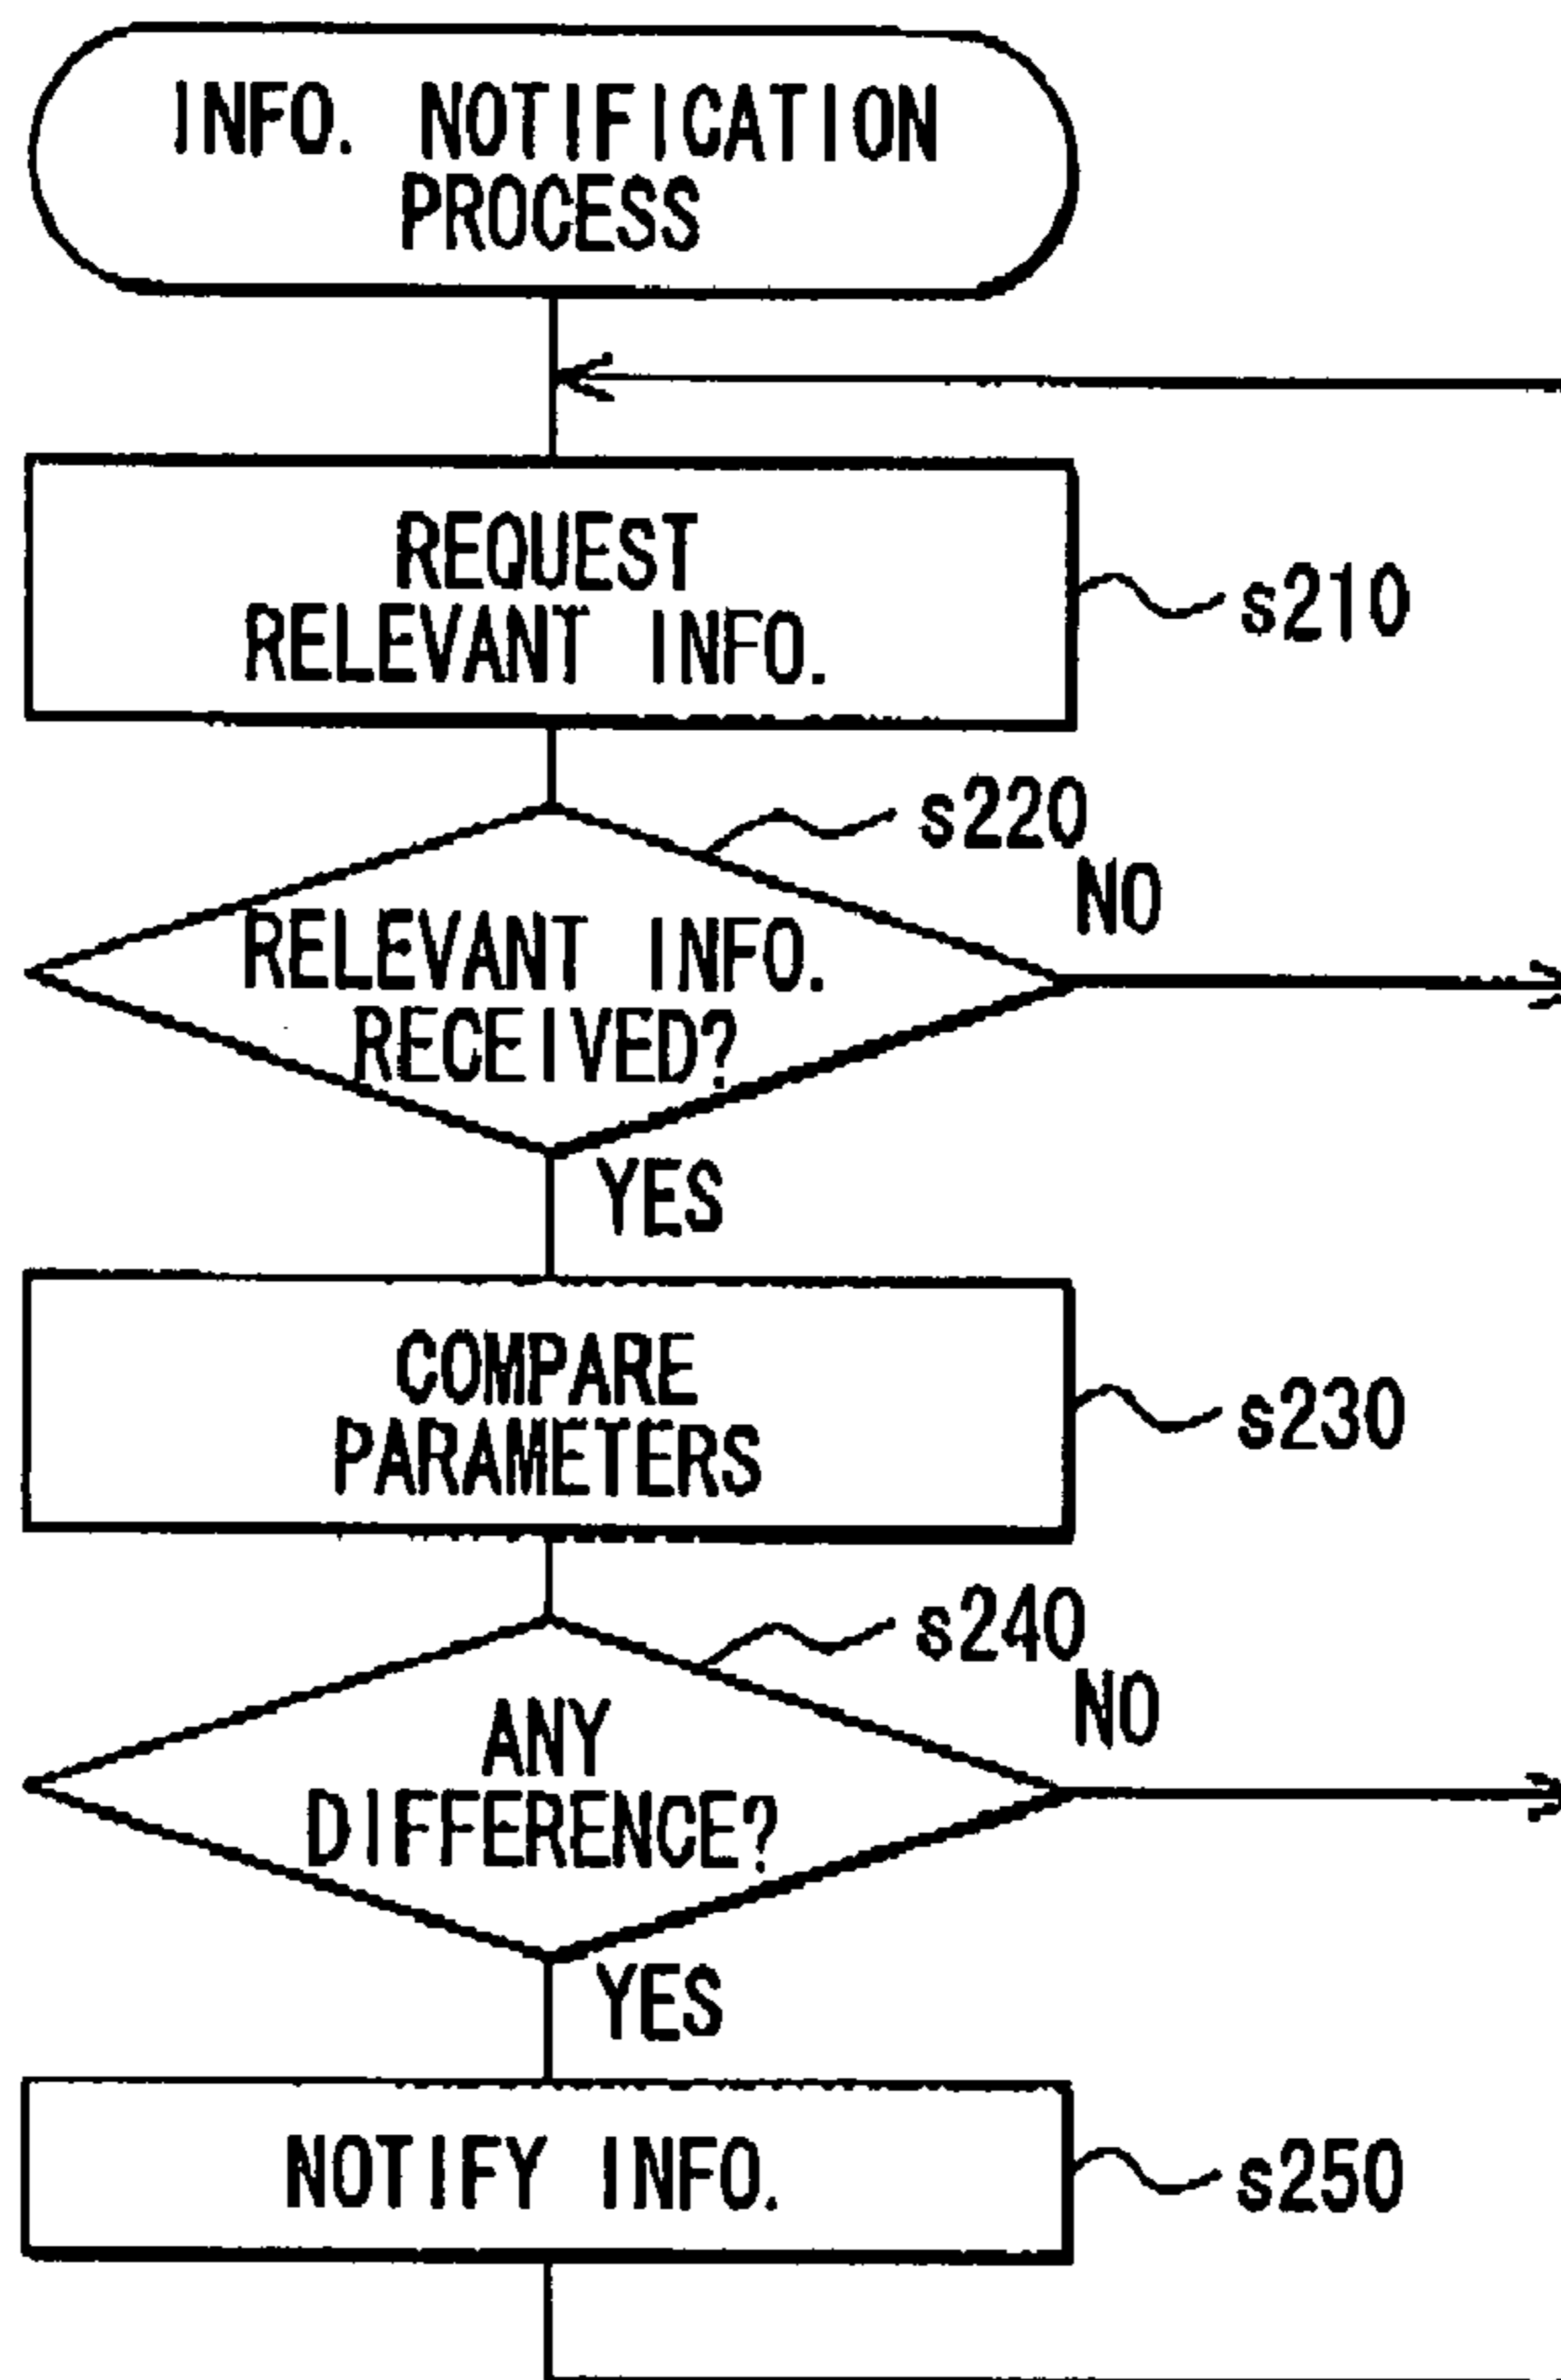 INFO. NOTIFICATION
PROCESS
REQUEST
RELEVANT INFO.
s210
s220
NO
RELEVANT INFO.
RECEIVED?
YES
COMPARE
PARAMETERS
s230
s240
NO
ANY
DIFFERENCE?
YES
NOTIFY INFO.
s250